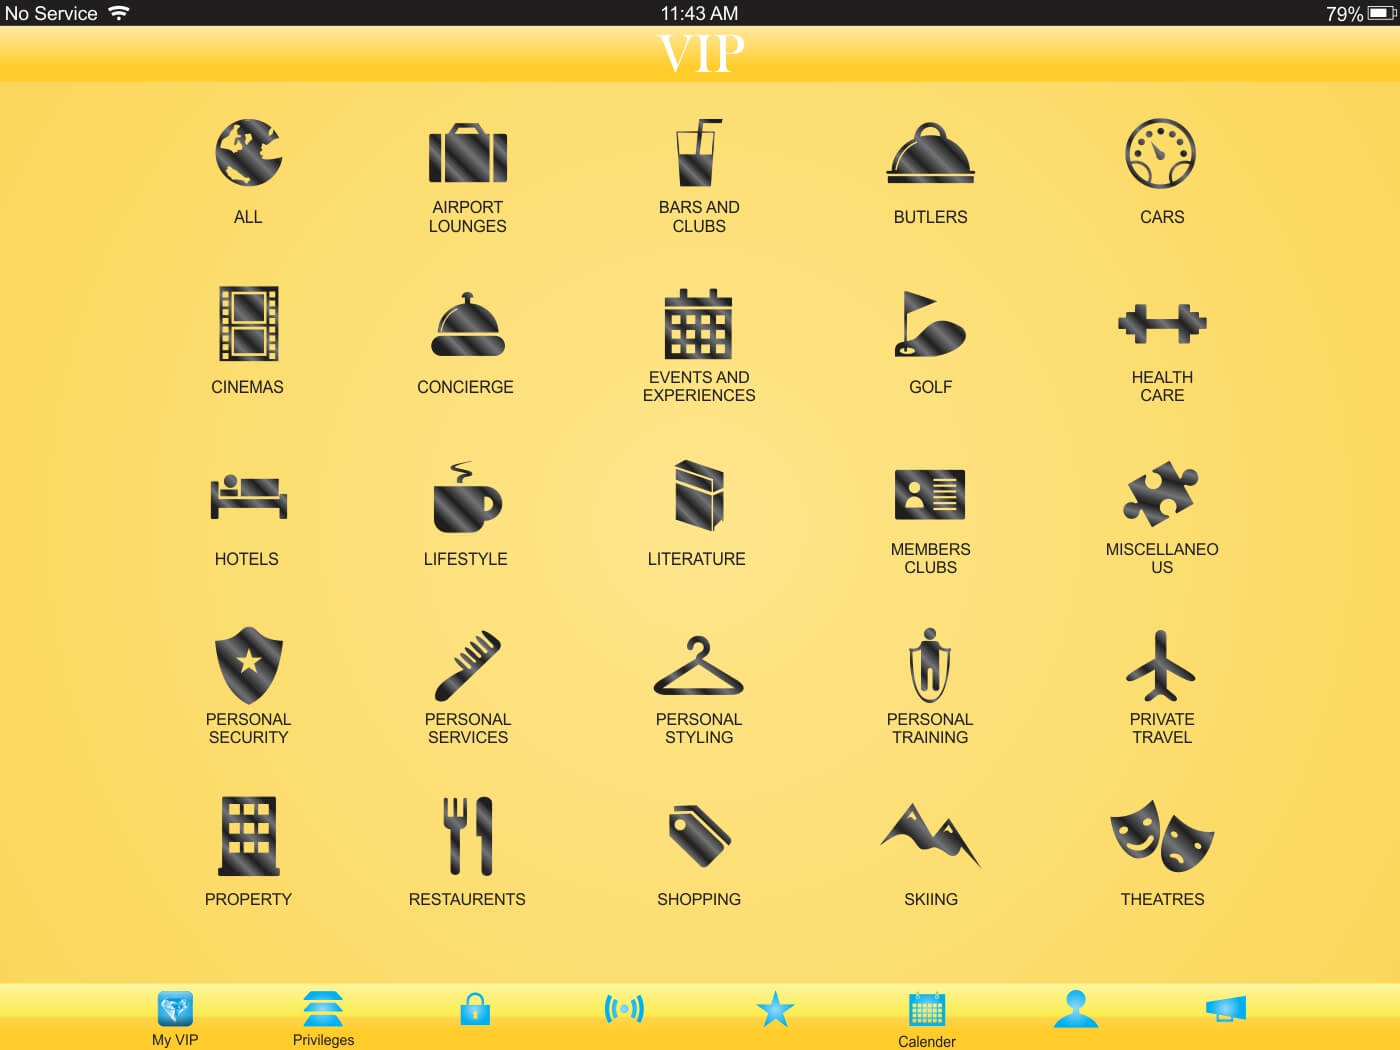 No Service
11:43 AM
79%
VIP
ALL
AIRPORT
LOUNGES
BARS AND
CLUBS
BUTLERS
CARS
CINEMAS
CONCIERGE
EVENTS AND
EXPERIENCES
GOLF
HEALTH
CARE
HOTELS
LIFESTYLE
LITERATURE
MEMBERS
CLUBS
MISCELLANEO
US
PERSONAL
SECURITY
PERSONAL
SERVICES
PERSONAL
STYLING
PERSONAL
TRAINING
PRIVATE
TRAVEL
PROPERTY
RESTAURENTS
SHOPPING
SKIING
THEATRES
My VIP
Privileges
Calender